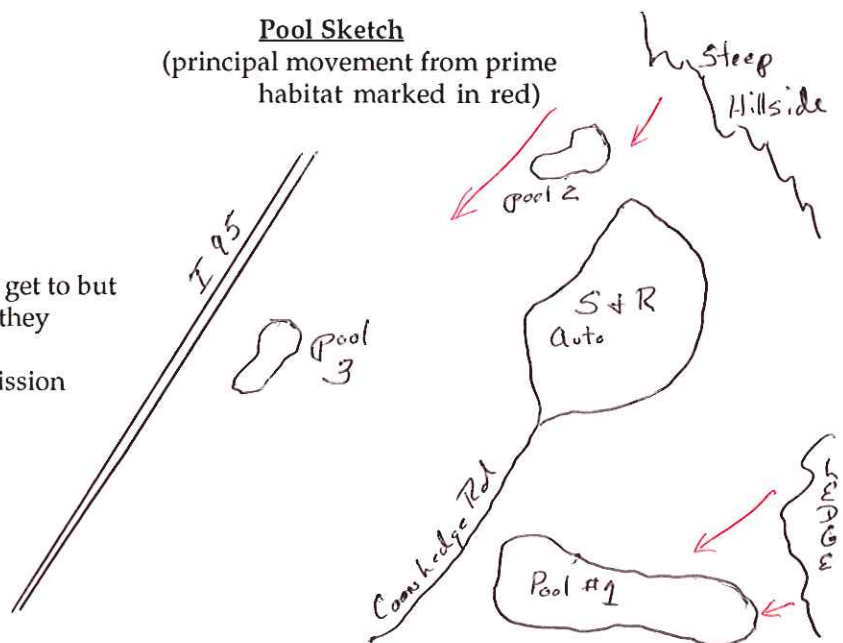 Pool Sketch
(principal movement from prime
habitat marked in red)
Steep
Hillside
pool 2
I 95
get to but
they
ission
S & R
Auto
pool
3
Rd
LEDGE
Pool #1